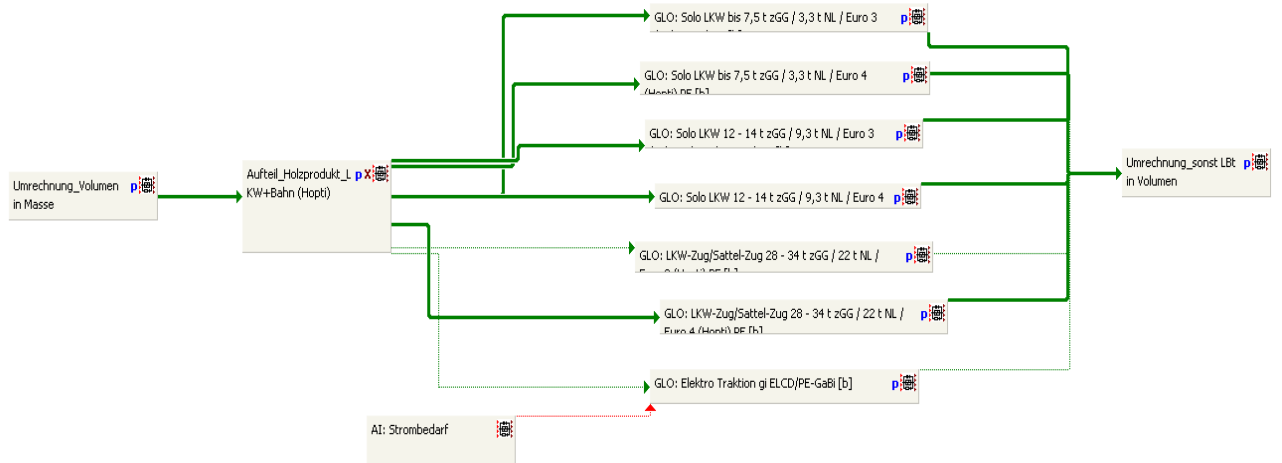 GLO: Solo LKW bis 7,5 t zGG / 3,3 t NL / Euro 3 p
GLO: Solo LKW bis 7,5 t zGG / 3,3 t NL / Euro 4 p
(Hopti) PE [b]
GLO: Solo LKW 12 - 14 t zGG / 9,3 t NL / Euro 3 p
Umrechnung_Volumen p
in Masse
Aufteil_Holzprodukt_L p X
KW+Bahn (Hopti)
GLO: Solo LKW 12 - 14 t zGG / 9,3 t NL / Euro 4 p
Umrechnung_sonst LBt p
in Volumen
GLO: LKW-Zug/Sattel-Zug 28 - 34 t zGG / 22 t NL / p
(Hopti) PE [b]
GLO: LKW-Zug/Sattel-Zug 28 - 34 t zGG / 22 t NL / p
Euro 4 (Hopti) PE [b]
GLO: Elektro Traktion gi ELCD/PE-GaBi [b] p
AI: Strombedarf